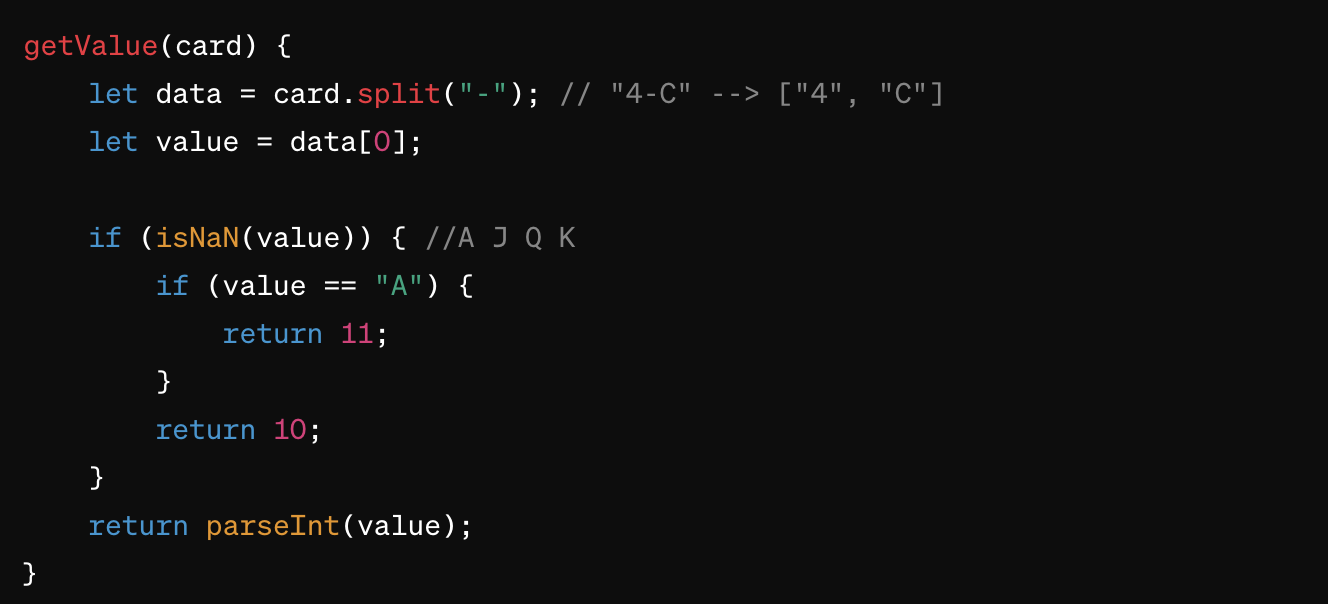 getValue(card) {
    let data = card.split("-"); // "4-C" --> ["4", "C"]
    let value = data[0];

    if (isNaN(value)) { //A J Q K
        if (value == "A") {
            return 11;
        }
        return 10;
    }
    return parseInt(value);
}